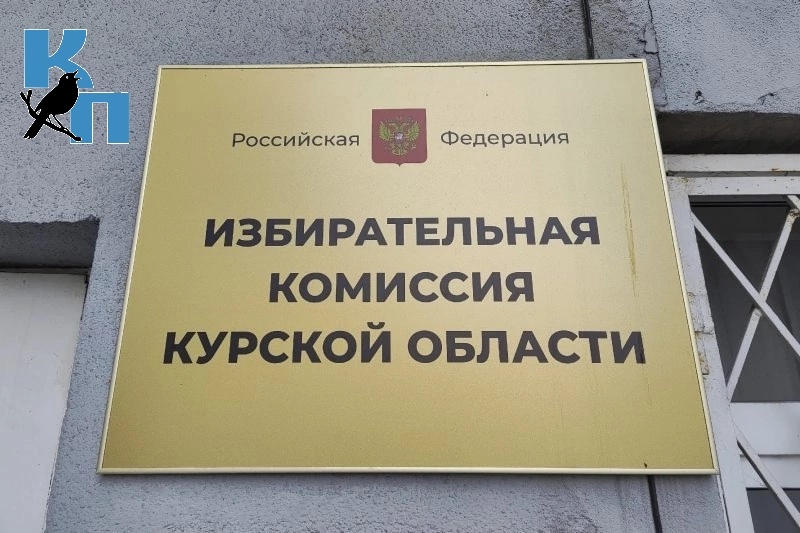 КП
Российская Федерация
ИЗБИРАТЕЛЬНАЯ
КОМИССИЯ
КУРСКОЙ ОБЛАСТИ